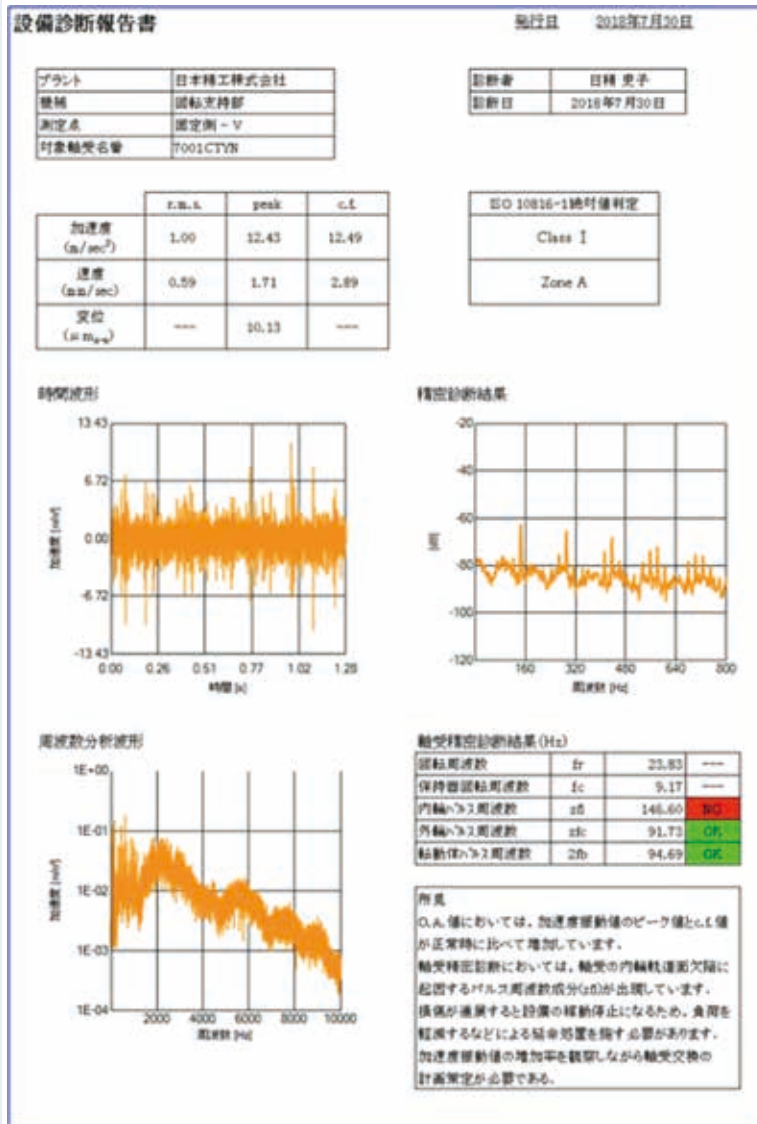 設備診断報告書
発行日 2018年7月30日
プラント 日本精工株式会社
機械 回転支持部
測定点 固定側 - V
対象軸受名番 7001CTYN
診断者 日精 史子
診断日 2018年7月30日
r.m.s. peak c.f.
加速度
(m/sec²) 1.00 12.43 12.49
速度
(mm/sec) 0.59 1.71 2.89
変位 --- 10.13 ---
ISO 10816-1絶対値判定
Class I
Zone A
時間波形
13.43
6.72
0.00
-6.72
-13.43
加速度 [m/s²]
0.00 0.26 0.51 0.77 1.02 1.28
時間 [s]
精密診断結果
-20
-40
-60
-80
-100
-120
[dB]
160 320 480 640 800
周波数 [Hz]
周波数分析波形
1E+00
1E-01
1E-02
1E-03
1E-04
加速度 [m/s²]
2000 4000 6000 8000 10000
周波数 [Hz]
軸受精密診断結果(Hz)
回転周波数 fr 23.83 ---
保持器回転周波数 fc 9.17 ---
内輪パルス周波数 zfi 146.60 NG
外輪パルス周波数 zfc 91.73 OK
転動体パルス周波数 2fb 94.69 OK
所見
O.A.値においては、加速度振動値のピーク値とc.f.値
が正常時に比べて増加しています。
軸受精密診断においては、軸受の内輪軌道面欠陥に
起因するパルス周波数成分(zfi)が出現しています。
損傷が進展すると設備の稼動停止になるため、負荷を
軽減するなどによる延命処置を施す必要があります。
加速度振動値の増加率を観察しながら軸受交換の
計画策定が必要である。